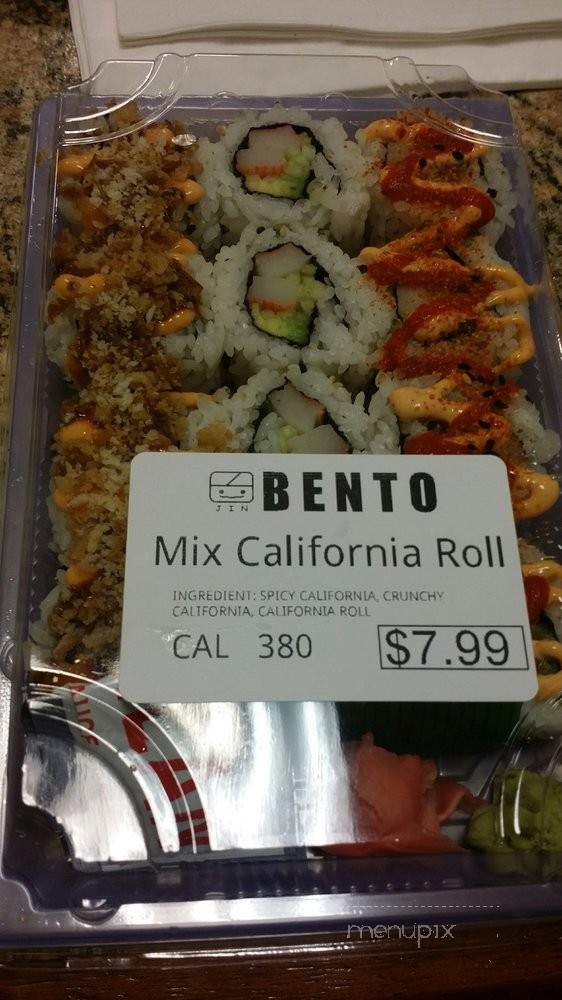 JIN
BENTO
Mix California Roll
INGREDIENT: SPICY CALIFORNIA, CRUNCHY
CALIFORNIA, CALIFORNIA ROLL
CAL 380
$7.99
menupix